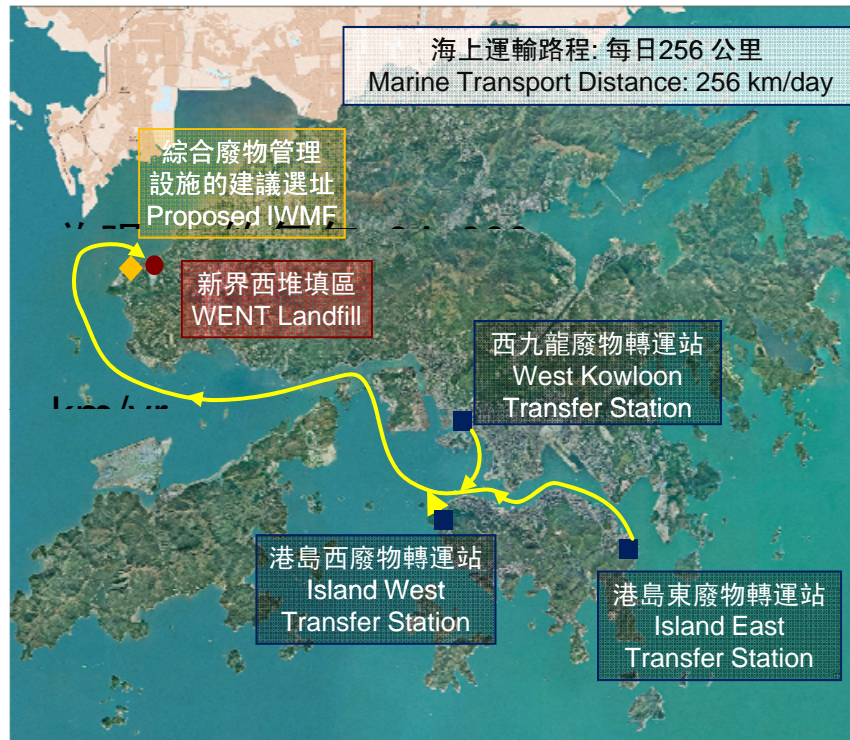 海上運輸路程: 每日256 公里
Marine Transport Distance: 256 km/day
綜合廢物管理
設施的建議選址
Proposed IWMF
新界西堆填區
WENT Landfill
西九龍廢物轉運站
West Kowloon
Transfer Station
km/yr
港島西廢物轉運站
Island West
Transfer Station
港島東廢物轉運站
Island East
Transfer Station